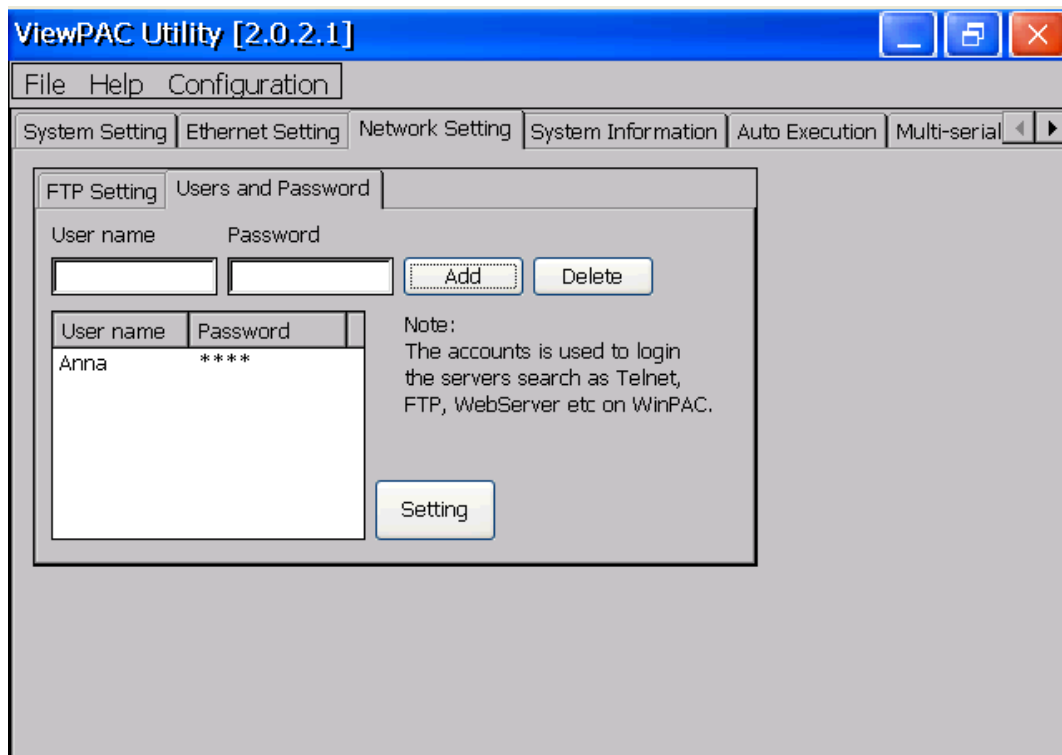 ViewPAC Utility [2.0.2.1]
File Help Configuration
System Setting Ethernet Setting Network Setting System Information Auto Execution Multi-serial
FTP Setting Users and Password
User name Password
Add Delete
User name Password
Anna ****
Note:
The accounts is used to login
the servers search as Telnet,
FTP, WebServer etc on WinPAC.
Setting